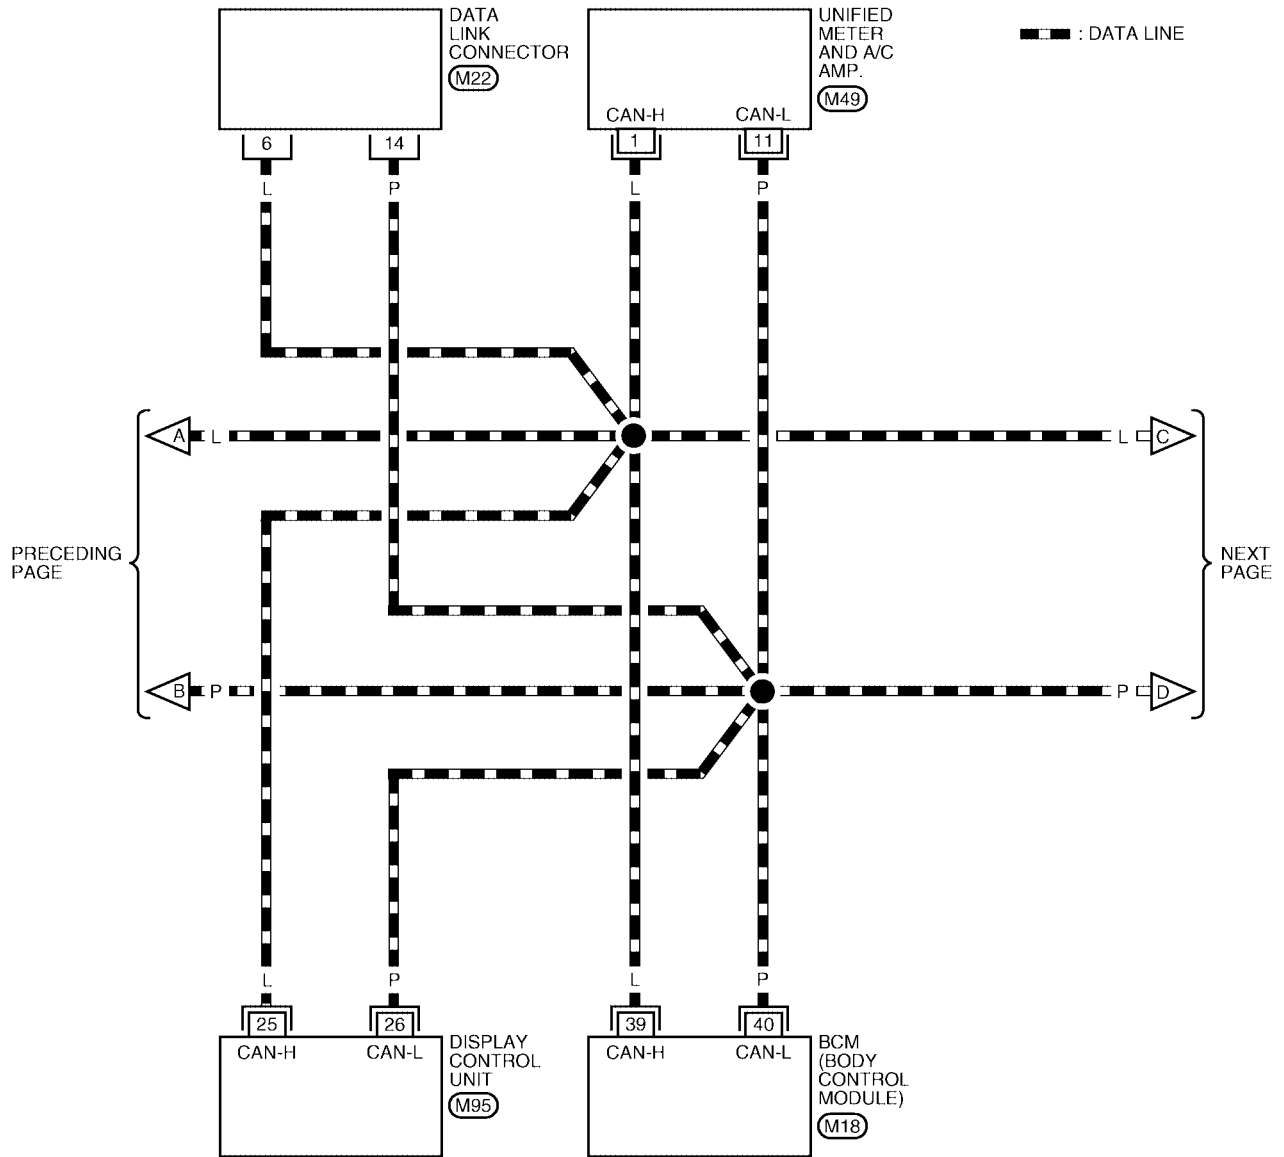 DATA
LINK
CONNECTOR
M22
UNIFIED
METER
AND A/C
AMP.
M49
: DATA LINE
CAN-H
CAN-L
6
14
1
11
L
P
L
P
A
L
L
C
PRECEDING
PAGE
NEXT
PAGE
B
P
P
D
L
P
L
P
25
26
39
40
CAN-H
CAN-L
CAN-H
CAN-L
DISPLAY
CONTROL
UNIT
M95
BCM
(BODY
CONTROL
MODULE)
M18